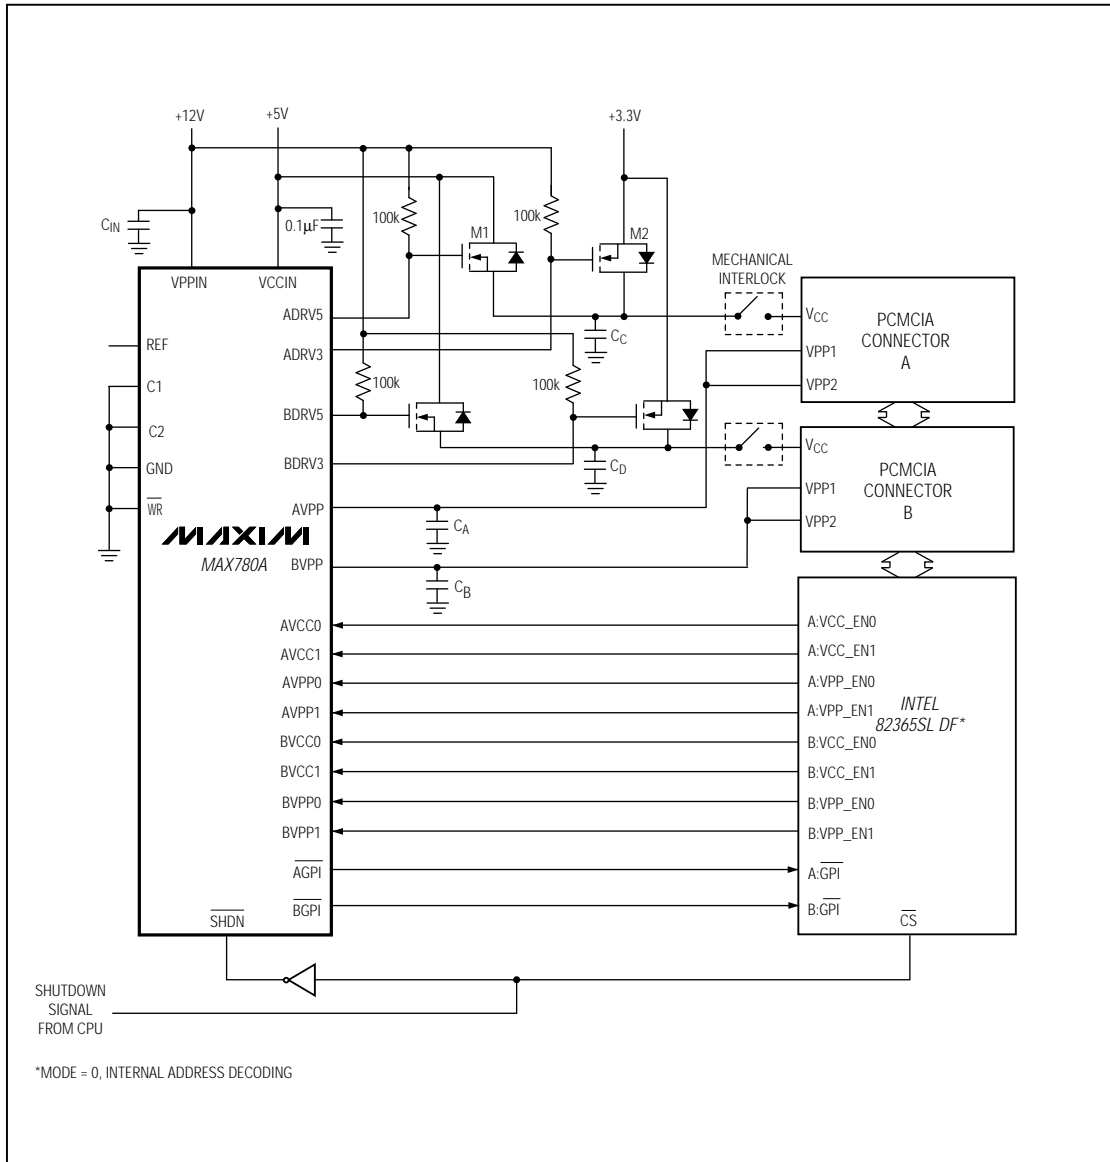 +12V
+5V
+3.3V
CIN
0.1µF
100k
M1
100k
M2
MECHANICAL
INTERLOCK
VPPIN
VCCIN
ADRV5
VCC
PCMCIA
CONNECTOR
A
CC
REF
ADRV3
VPP1
C1
100k
100k
VPP2
BDRV5
C2
VCC
GND
BDRV3
CD
PCMCIA
CONNECTOR
B
VPP1
WR
AVPP
CA
VPP2
MAXIM
MAX780A
BVPP
CB
AVCC0
A:VCC_EN0
AVCC1
A:VCC_EN1
AVPP0
A:VPP_EN0
AVPP1
A:VPP_EN1
INTEL
82365SL DF*
BVCC0
B:VCC_EN0
BVCC1
B:VCC_EN1
BVPP0
B:VPP_EN0
BVPP1
B:VPP_EN1
AGPI
A:GPI
BGPI
B:GPI
SHDN
CS
SHUTDOWN
SIGNAL
FROM CPU
*MODE = 0, INTERNAL ADDRESS DECODING